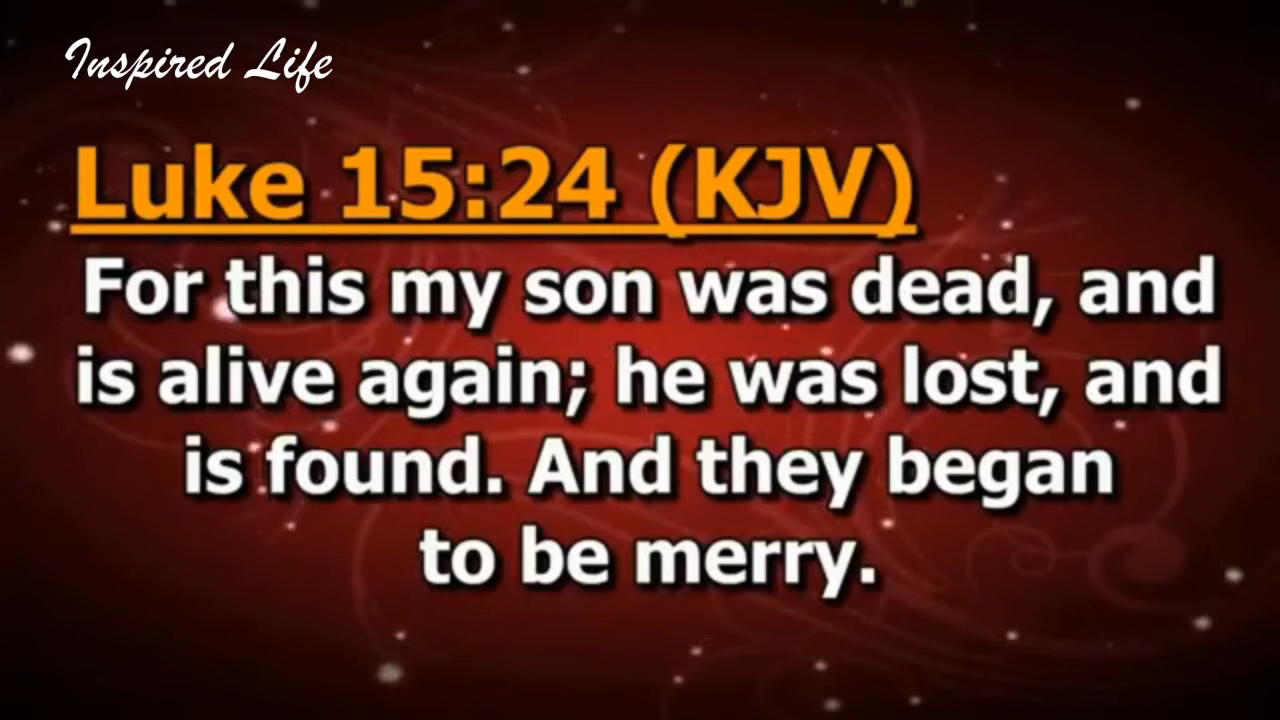 Inspired Life
Luke 15:24 (KJV)
For this my son was dead, and
is alive again; he was lost, and
is found. And they began
to be merry.